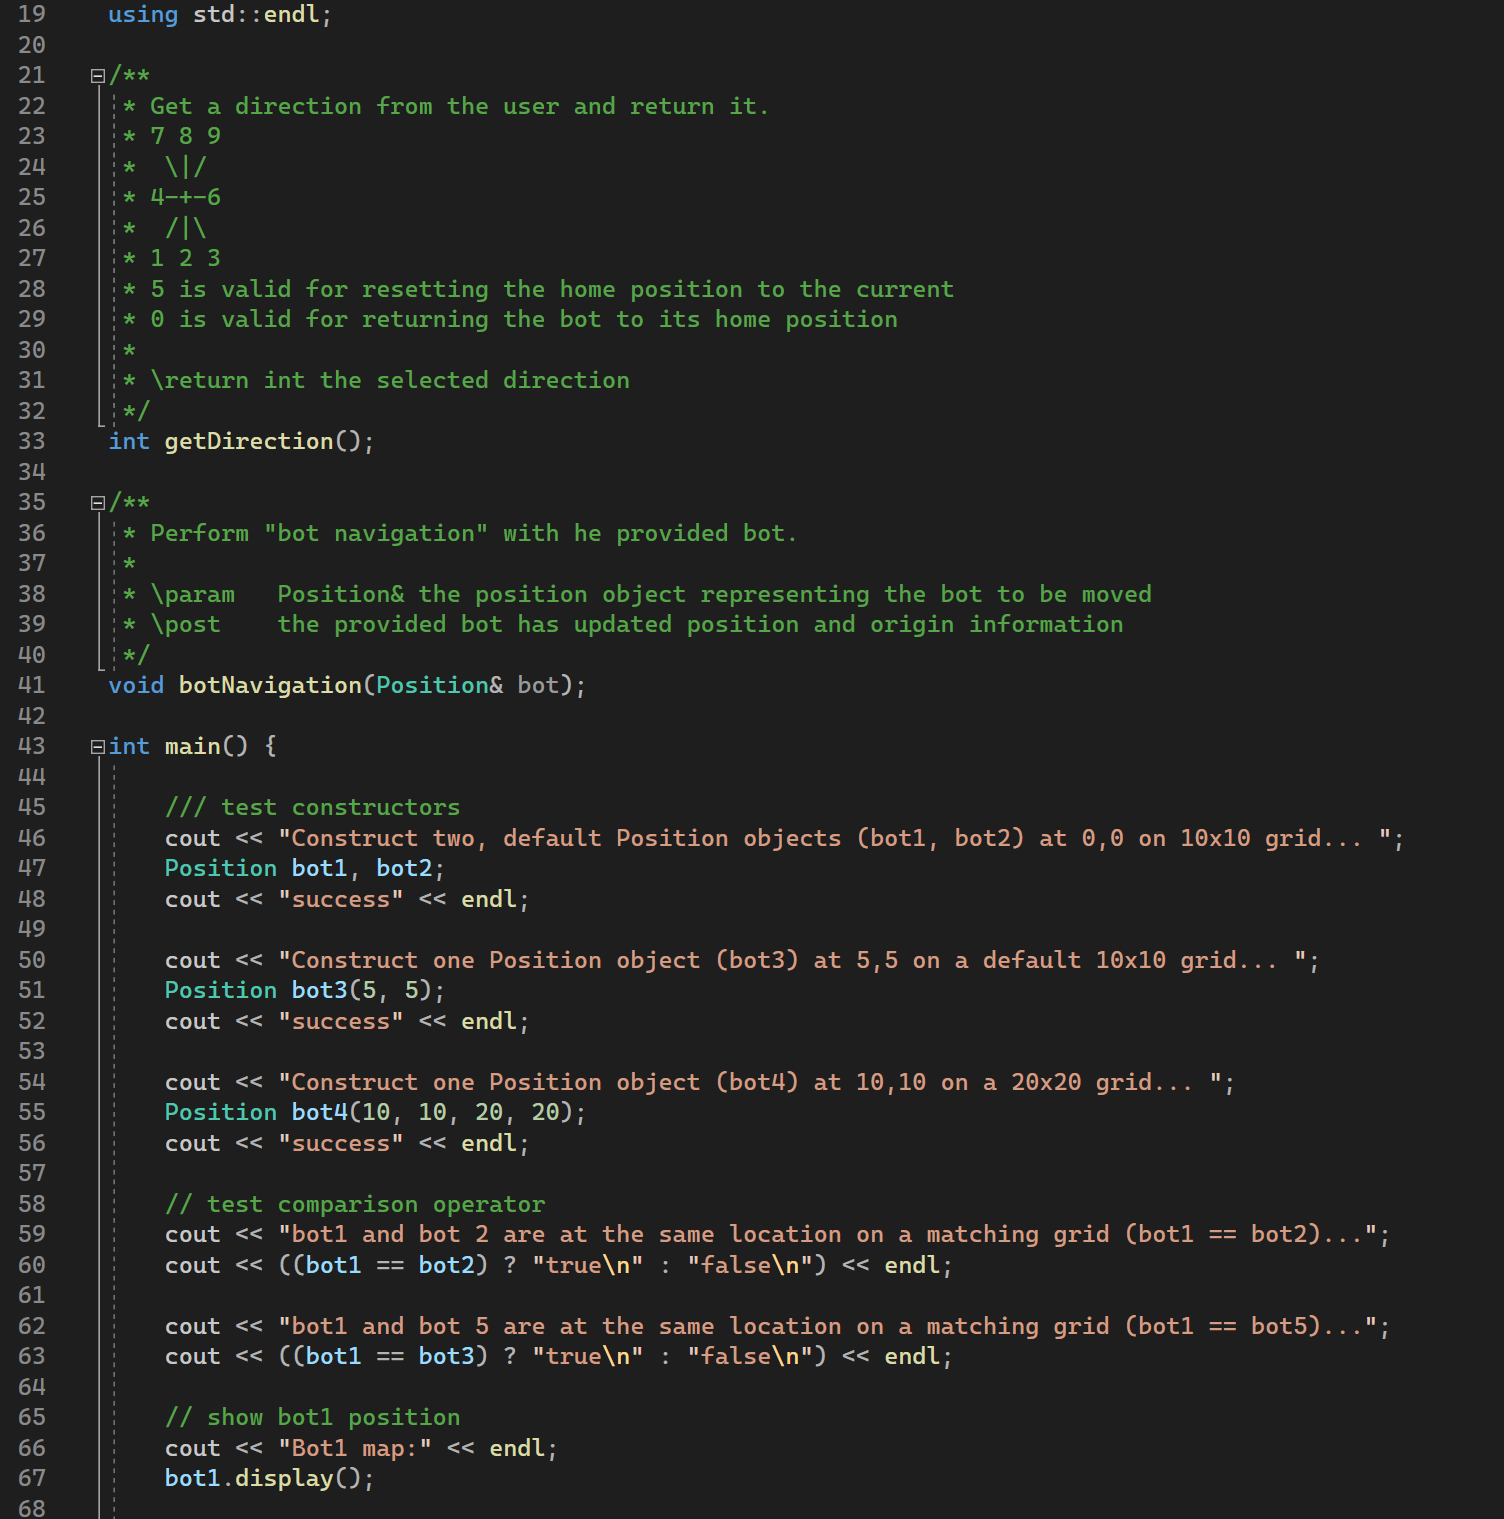 19 using std::endl;
20
21 /**
22 * Get a direction from the user and return it.
23 * 7 8 9
24 *  \|/
25 * 4-+-6
26 *  /|\
27 * 1 2 3
28 * 5 is valid for resetting the home position to the current
29 * 0 is valid for returning the bot to its home position
30 *
31 * \return int the selected direction
32 */
33 int getDirection();
34
35 /**
36 * Perform "bot navigation" with he provided bot.
37 *
38 * \param   Position& the position object representing the bot to be moved
39 * \post    the provided bot has updated position and origin information
40 */
41 void botNavigation(Position& bot);
42
43 int main() {
44
45     /// test constructors
46     cout << "Construct two, default Position objects (bot1, bot2) at 0,0 on 10x10 grid... ";
47     Position bot1, bot2;
48     cout << "success" << endl;
49
50     cout << "Construct one Position object (bot3) at 5,5 on a default 10x10 grid... ";
51     Position bot3(5, 5);
52     cout << "success" << endl;
53
54     cout << "Construct one Position object (bot4) at 10,10 on a 20x20 grid... ";
55     Position bot4(10, 10, 20, 20);
56     cout << "success" << endl;
57
58     // test comparison operator
59     cout << "bot1 and bot 2 are at the same location on a matching grid (bot1 == bot2)...";
60     cout << ((bot1 == bot2) ? "true\n" : "false\n") << endl;
61
62     cout << "bot1 and bot 5 are at the same location on a matching grid (bot1 == bot5)...";
63     cout << ((bot1 == bot3) ? "true\n" : "false\n") << endl;
64
65     // show bot1 position
66     cout << "Bot1 map:" << endl;
67     bot1.display();
68